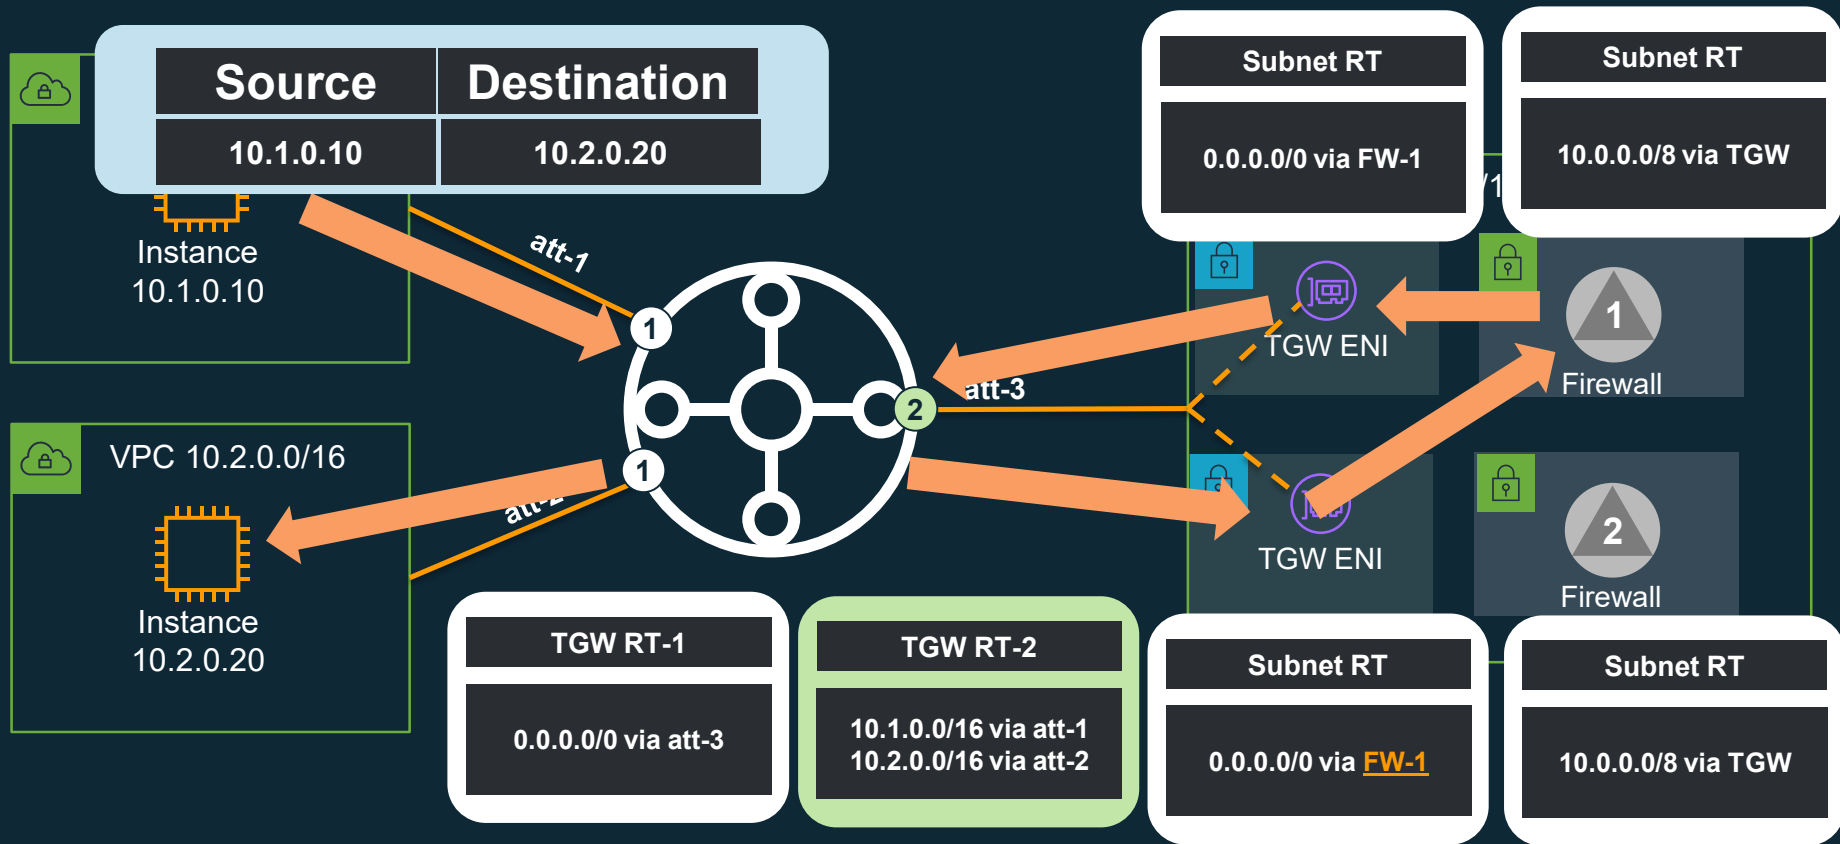 Source Destination
10.1.0.10 10.2.0.20
Instance
10.1.0.10
att-1
1
VPC 10.2.0.0/16
Instance
10.2.0.20
1
att-2
2
att-3
Subnet RT
0.0.0.0/0 via FW-1
Subnet RT
10.0.0.0/8 via TGW
/1
TGW ENI
1
Firewall
TGW ENI
2
Firewall
TGW RT-1
0.0.0.0/0 via att-3
TGW RT-2
10.1.0.0/16 via att-1
10.2.0.0/16 via att-2
Subnet RT
0.0.0.0/0 via FW-1
Subnet RT
10.0.0.0/8 via TGW